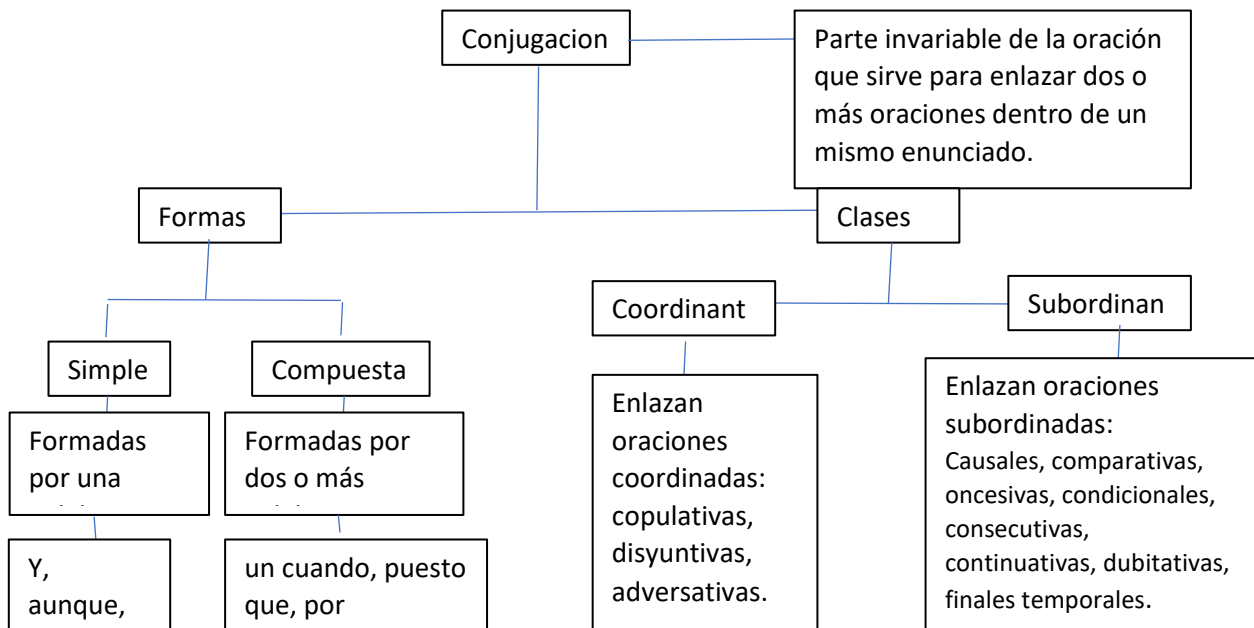 Conjugacion
Parte invariable de la oración
que sirve para enlazar dos o
más oraciones dentro de un
mismo enunciado.
Formas
Clases
Coordinant
Subordinan
Simple
Compuesta
Formadas
por una
Formadas por
dos o más
Y,
aunque,
un cuando, puesto
que, por
Enlazan
oraciones
coordinadas:
copulativas,
disyuntivas,
adversativas.
Enlazan oraciones
subordinadas:
Causales, comparativas,
oncesivas, condicionales,
consecutivas,
continuativas, dubitativas,
finales temporales.